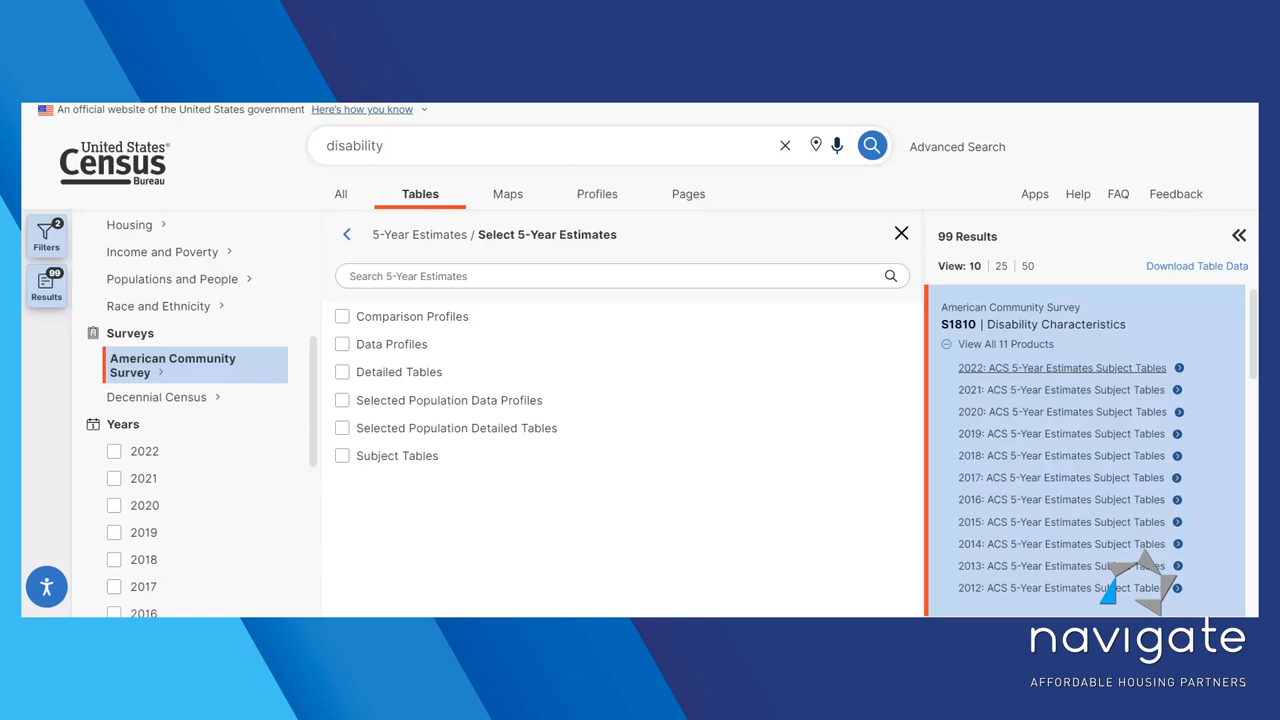 An official website of the United States government Here's how you know
United States®
Census
Bureau
disability
Advanced Search
All Tables Maps Profiles Pages
Apps Help FAQ Feedback
2
Filters
99
Results
Housing
Income and Poverty
Populations and People
Race and Ethnicity
Surveys
American Community
Survey
Decennial Census
Years
2022
2021
2020
2019
2018
2017
2016
5-Year Estimates / Select 5-Year Estimates
Search 5-Year Estimates
Comparison Profiles
Data Profiles
Detailed Tables
Selected Population Data Profiles
Selected Population Detailed Tables
Subject Tables
99 Results
View: 10 | 25 | 50 Download Table Data
American Community Survey
S1810 | Disability Characteristics
View All 11 Products
2022: ACS 5-Year Estimates Subject Tables
2021: ACS 5-Year Estimates Subject Tables
2020: ACS 5-Year Estimates Subject Tables
2019: ACS 5-Year Estimates Subject Tables
2018: ACS 5-Year Estimates Subject Tables
2017: ACS 5-Year Estimates Subject Tables
2016: ACS 5-Year Estimates Subject Tables
2015: ACS 5-Year Estimates Subject Tables
2014: ACS 5-Year Estimates Subject Tables
2013: ACS 5-Year Estimates Subject Tables
2012: ACS 5-Year Estimates Subject Tables
navigate
AFFORDABLE HOUSING PARTNERS